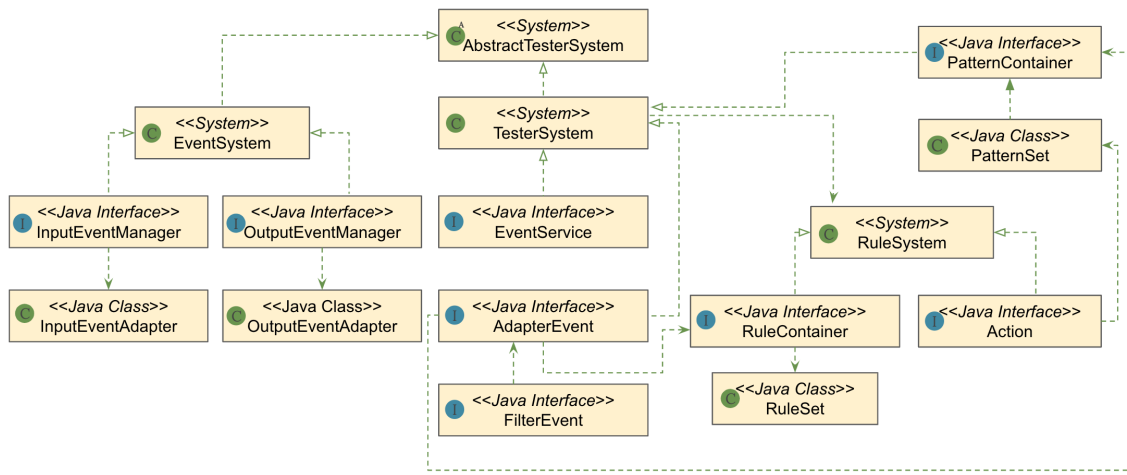 A
C
<<System>>
AbstractTesterSystem
I
<<Java Interface>>
PatternContainer
C
<<System>>
EventSystem
C
<<System>>
TesterSystem
C
<<Java Class>>
PatternSet
I
<<Java Interface>>
InputEventManager
I
<<Java Interface>>
OutputEventManager
I
<<Java Interface>>
EventService
C
<<System>>
RuleSystem
C
<<Java Class>>
InputEventAdapter
C
<<Java Class>>
OutputEventAdapter
I
<<Java Interface>>
AdapterEvent
I
<<Java Interface>>
RuleContainer
I
<<Java Interface>>
Action
I
<<Java Interface>>
FilterEvent
C
<<Java Class>>
RuleSet